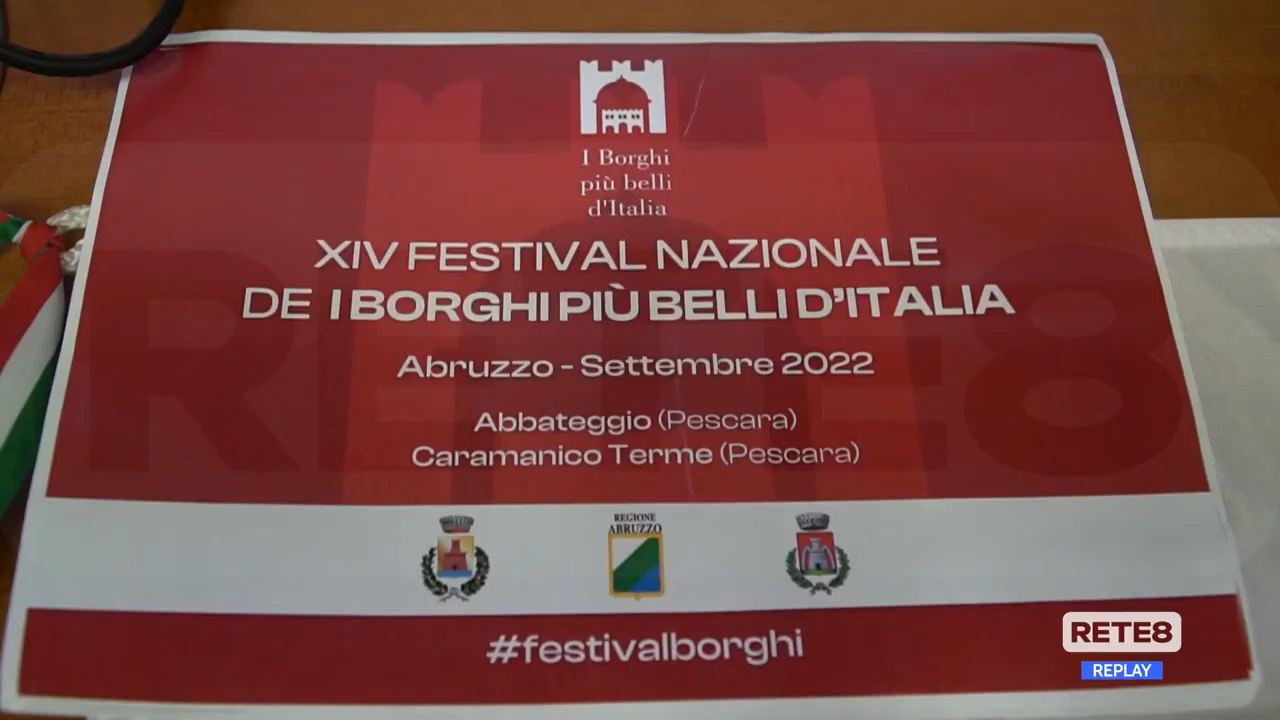 I Borghi
più belli
d'Italia
XIV FESTIVAL NAZIONALE
DE I BORGHI PIÙ BELLI D'ITALIA
Abruzzo - Settembre 2022
Abbateggio (Pescara)
Caramanico Terme (Pescara)
REGIONE
ABRUZZO
#festivalborghi
RETE8
REPLAY
RETE8